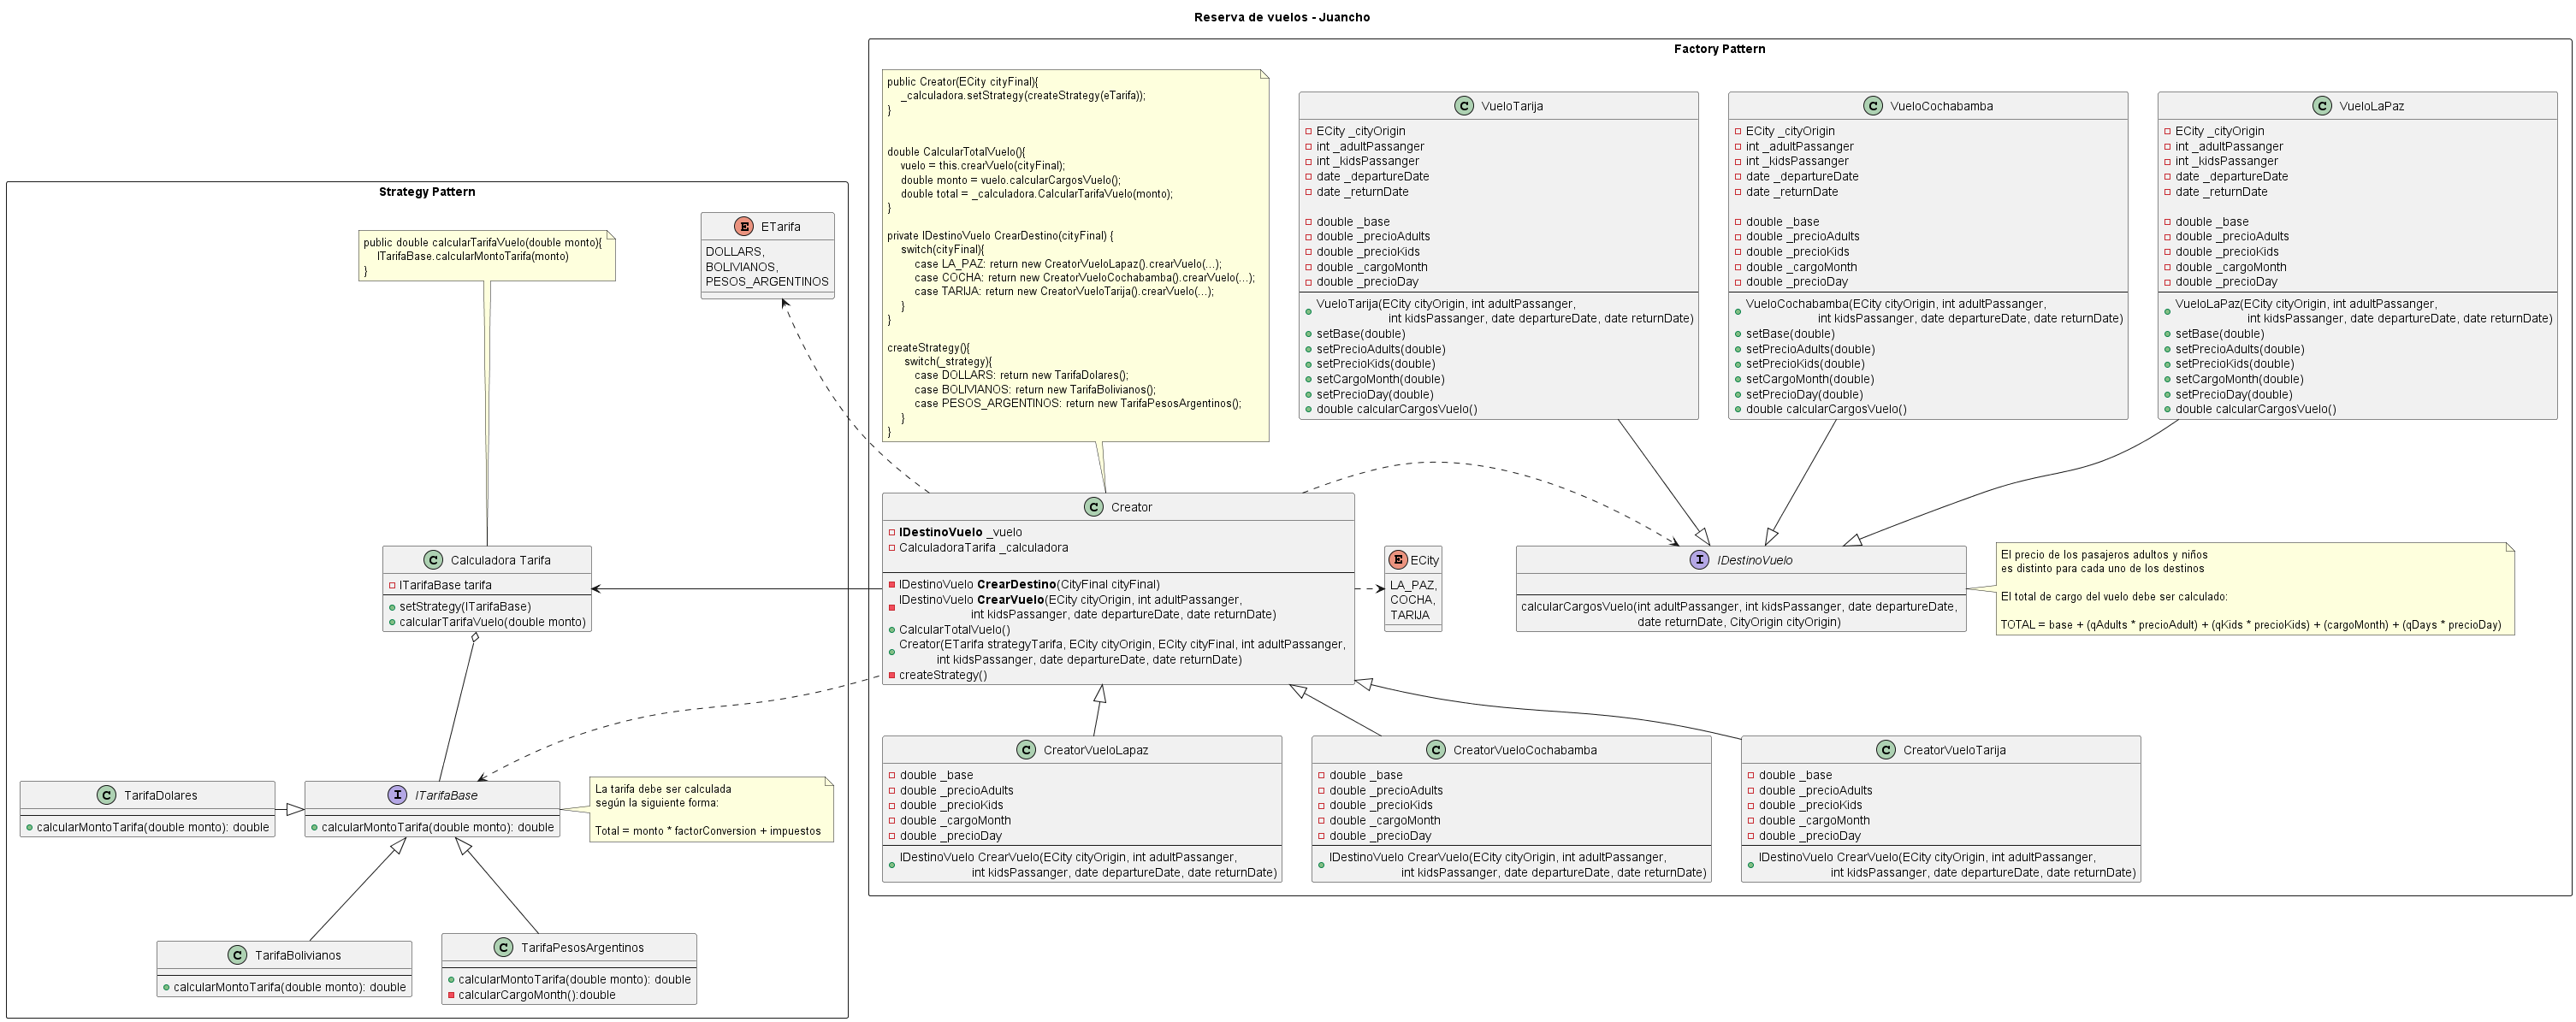 Reserva de vuelos - Juancho
Factory Pattern
public Creator(ECity cityFinal){
_calculadora.setStrategy(createStrategy(eTarifa));
}
double CalcularTotalVuelo(){
vuelo = this.crearVuelo(cityFinal);
double monto = vuelo.calcularCargosVuelo();
double total = _calculadora.CalcularTarifaVuelo(monto);
}
private IDestinoVuelo CrearDestino(cityFinal) {
switch(cityFinal){
case LA_PAZ: return new CreatorVueloLapaz().crearVuelo(...);
case COCHA: return new CreatorVueloCochabamba().crearVuelo(...);
case TARIJA: return new CreatorVueloTarija().crearVuelo(...);
}
}
createStrategy(){
switch(_strategy){
case DOLLARS: return new TarifaDolares();
case BOLIVIANOS: return new TarifaBolivianos();
case PESOS_ARGENTINOS: return new TarifaPesosArgentinos();
}
}
C VueloTarija
ECity _cityOrigin
int _adultPassanger
int _kidsPassanger
date _departureDate
date _returnDate
double _base
double _precioAdults
double _precioKids
double _cargoMonth
double _precioDay
VueloTarija(ECity cityOrigin, int adultPassanger,
int kidsPassanger, date departureDate, date returnDate)
setBase(double)
setPrecioAdults(double)
setPrecioKids(double)
setCargoMonth(double)
setPrecioDay(double)
double calcularCargosVuelo()
C VueloCochabamba
ECity _cityOrigin
int _adultPassanger
int _kidsPassanger
date _departureDate
date _returnDate
double _base
double _precioAdults
double _precioKids
double _cargoMonth
double _precioDay
VueloCochabamba(ECity cityOrigin, int adultPassanger,
int kidsPassanger, date departureDate, date returnDate)
setBase(double)
setPrecioAdults(double)
setPrecioKids(double)
setCargoMonth(double)
setPrecioDay(double)
double calcularCargosVuelo()
C VueloLaPaz
ECity _cityOrigin
int _adultPassanger
int _kidsPassanger
date _departureDate
date _returnDate
double _base
double _precioAdults
double _precioKids
double _cargoMonth
double _precioDay
VueloLaPaz(ECity cityOrigin, int adultPassanger,
int kidsPassanger, date departureDate, date returnDate)
setBase(double)
setPrecioAdults(double)
setPrecioKids(double)
setCargoMonth(double)
setPrecioDay(double)
double calcularCargosVuelo()
Strategy Pattern
public double calcularTarifaVuelo(double monto){
ITarifaBase.calcularMontoTarifa(monto)
}
E ETarifa
DOLLARS,
BOLIVIANOS,
PESOS_ARGENTINOS
C Calculadora Tarifa
ITarifaBase tarifa
setStrategy(ITarifaBase)
calcularTarifaVuelo(double monto)
C Creator
IDestinoVuelo _vuelo
CalculadoraTarifa _calculadora
IDestinoVuelo CrearDestino(CityFinal cityFinal)
IDestinoVuelo CrearVuelo(ECity cityOrigin, int adultPassanger,
int kidsPassanger, date departureDate, date returnDate)
CalcularTotalVuelo()
Creator(ETarifa strategyTarifa, ECity cityOrigin, ECity cityFinal, int adultPassanger,
int kidsPassanger, date departureDate, date returnDate)
createStrategy()
E ECity
LA_PAZ,
COCHA,
TARIJA
I IDestinoVuelo
calcularCargosVuelo(int adultPassanger, int kidsPassanger, date departureDate,
date returnDate, CityOrigin cityOrigin)
El precio de los pasajeros adultos y niños
es distinto para cada uno de los destinos
El total de cargo del vuelo debe ser calculado:
TOTAL = base + (qAdults * precioAdult) + (qKids * precioKids) + (cargoMonth) + (qDays * precioDay)
C TarifaDolares
calcularMontoTarifa(double monto): double
I ITarifaBase
calcularMontoTarifa(double monto): double
La tarifa debe ser calculada
según la siguiente forma:
Total = monto * factorConversion + impuestos
C CreatorVueloLapaz
double _base
double _precioAdults
double _precioKids
double _cargoMonth
double _precioDay
IDestinoVuelo CrearVuelo(ECity cityOrigin, int adultPassanger,
int kidsPassanger, date departureDate, date returnDate)
C CreatorVueloCochabamba
double _base
double _precioAdults
double _precioKids
double _cargoMonth
double _precioDay
IDestinoVuelo CrearVuelo(ECity cityOrigin, int adultPassanger,
int kidsPassanger, date departureDate, date returnDate)
C CreatorVueloTarija
double _base
double _precioAdults
double _precioKids
double _cargoMonth
double _precioDay
IDestinoVuelo CrearVuelo(ECity cityOrigin, int adultPassanger,
int kidsPassanger, date departureDate, date returnDate)
C TarifaBolivianos
calcularMontoTarifa(double monto): double
C TarifaPesosArgentinos
calcularMontoTarifa(double monto): double
calcularCargoMonth():double